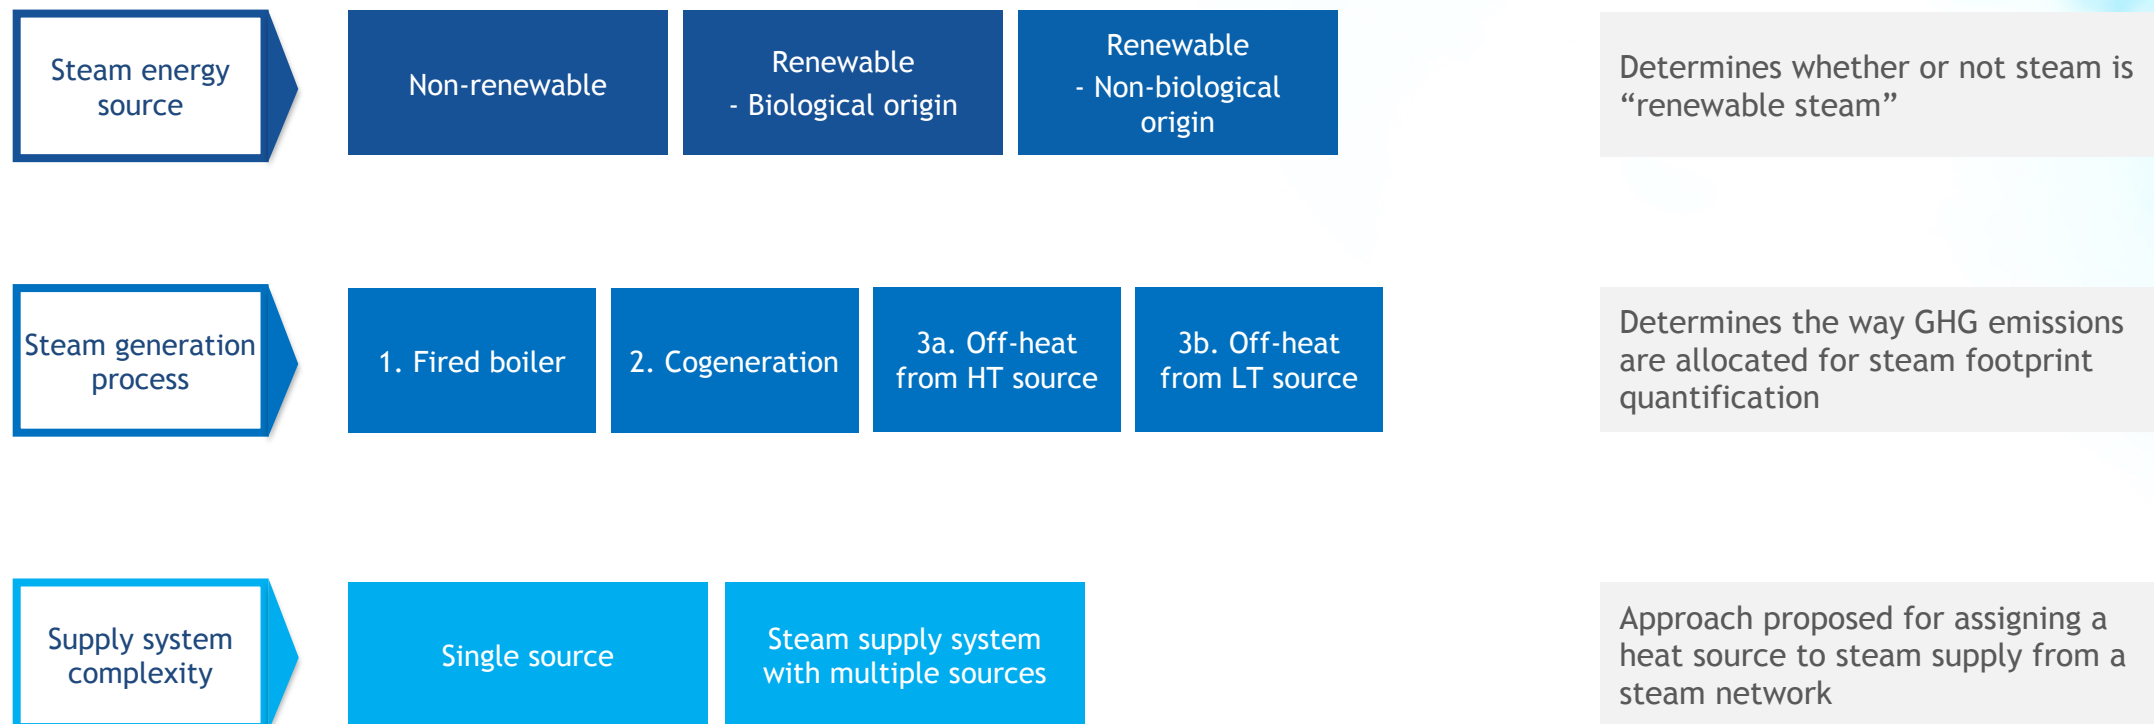 Steam energy
source
Non-renewable
Renewable
- Biological origin
Renewable
- Non-biological
origin
Determines whether or not steam is
“renewable steam”
Steam generation
process
1. Fired boiler
2. Cogeneration
3a. Off-heat
from HT source
3b. Off-heat
from LT source
Determines the way GHG emissions
are allocated for steam footprint
quantification
Supply system
complexity
Single source
Steam supply system
with multiple sources
Approach proposed for assigning a
heat source to steam supply from a
steam network